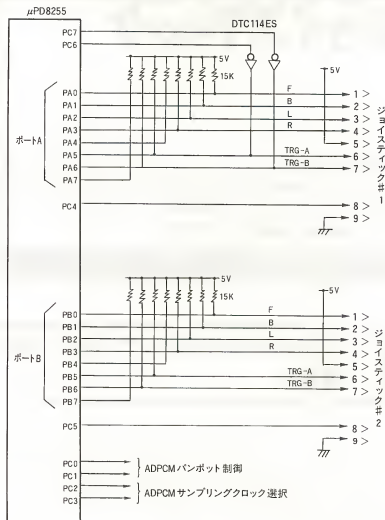 μPD8255
DTC114ES
PC7
PC6
5V
15K
5V
ポートA
PA0
PA1
PA2
PA3
PA4
PA5
PA6
PA7
F
B
L
R
TRG-A
TRG-B
1 >
2 >
3 >
4 >
5 >
6 >
7 >
PC4
8 >
9 >
ジョイスティック#1
5V
15K
5V
ポートB
PB0
PB1
PB2
PB3
PB4
PB5
PB6
PB7
F
B
L
R
TRG-A
TRG-B
1 >
2 >
3 >
4 >
5 >
6 >
7 >
PC5
8 >
9 >
ジョイスティック#2
PC0
PC1
ADPCMパンポット制御
PC2
PC3
ADPCMサンプリングクロック選択